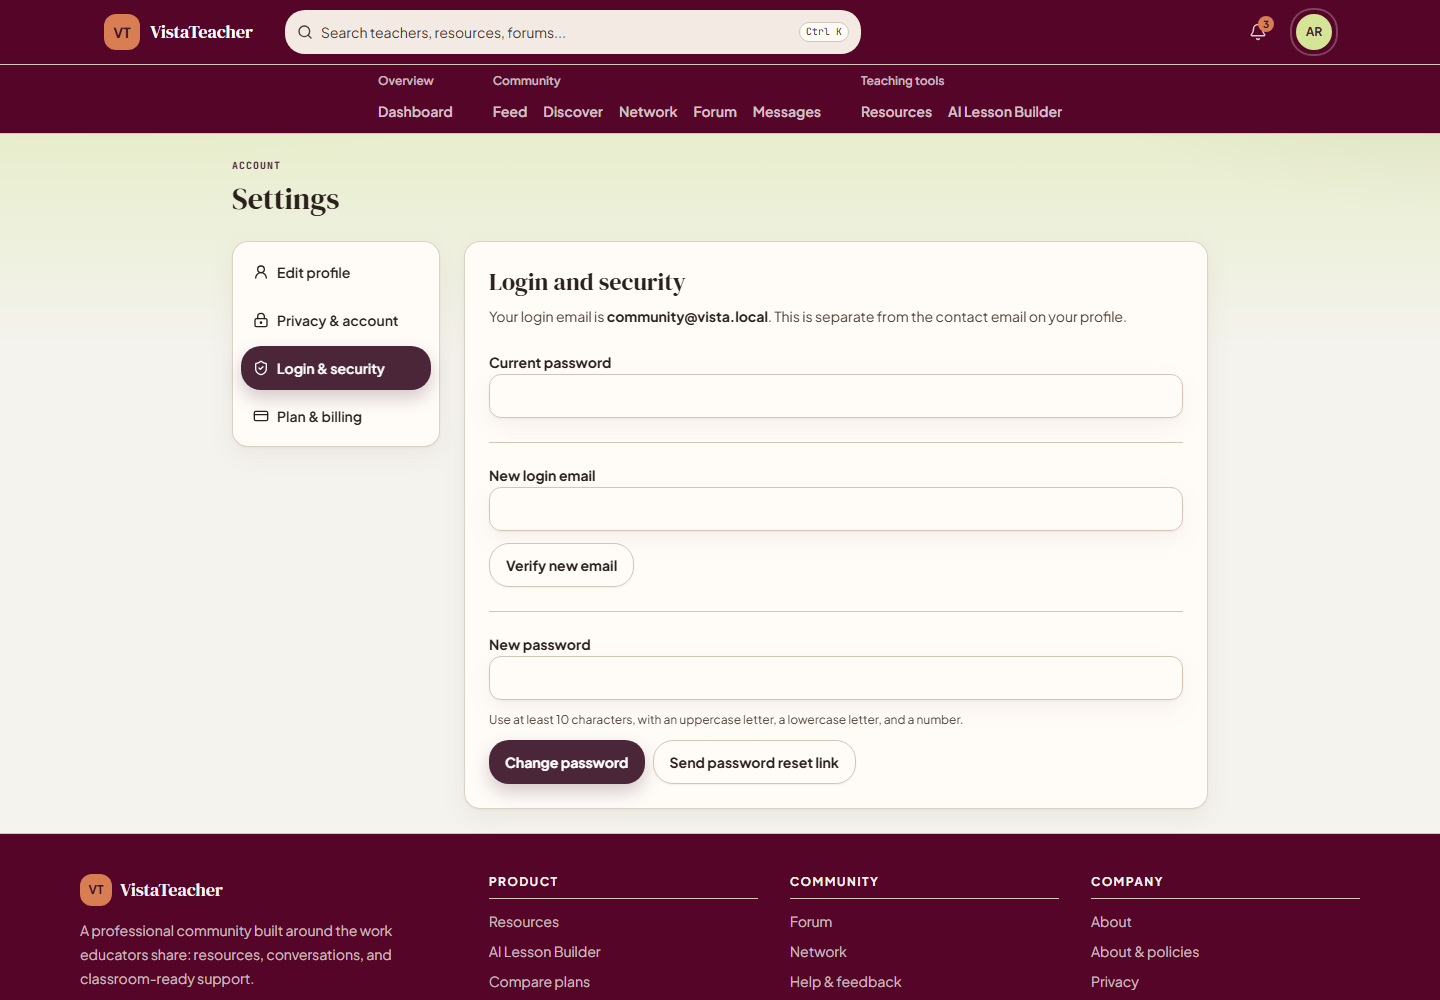 VT VistaTeacher
Search teachers, resources, forums...
Ctrl K
3
AR
Overview
Dashboard
Community
Feed Discover Network Forum Messages
Teaching tools
Resources AI Lesson Builder
ACCOUNT
Settings
Edit profile
Privacy & account
Login & security
Plan & billing
Login and security
Your login email is community@vista.local. This is separate from the contact email on your profile.
Current password
New login email
Verify new email
New password
Use at least 10 characters, with an uppercase letter, a lowercase letter, and a number.
Change password
Send password reset link
VT VistaTeacher
A professional community built around the work
educators share: resources, conversations, and
classroom-ready support.
PRODUCT
Resources
AI Lesson Builder
Compare plans
COMMUNITY
Forum
Network
Help & feedback
COMPANY
About
About & policies
Privacy